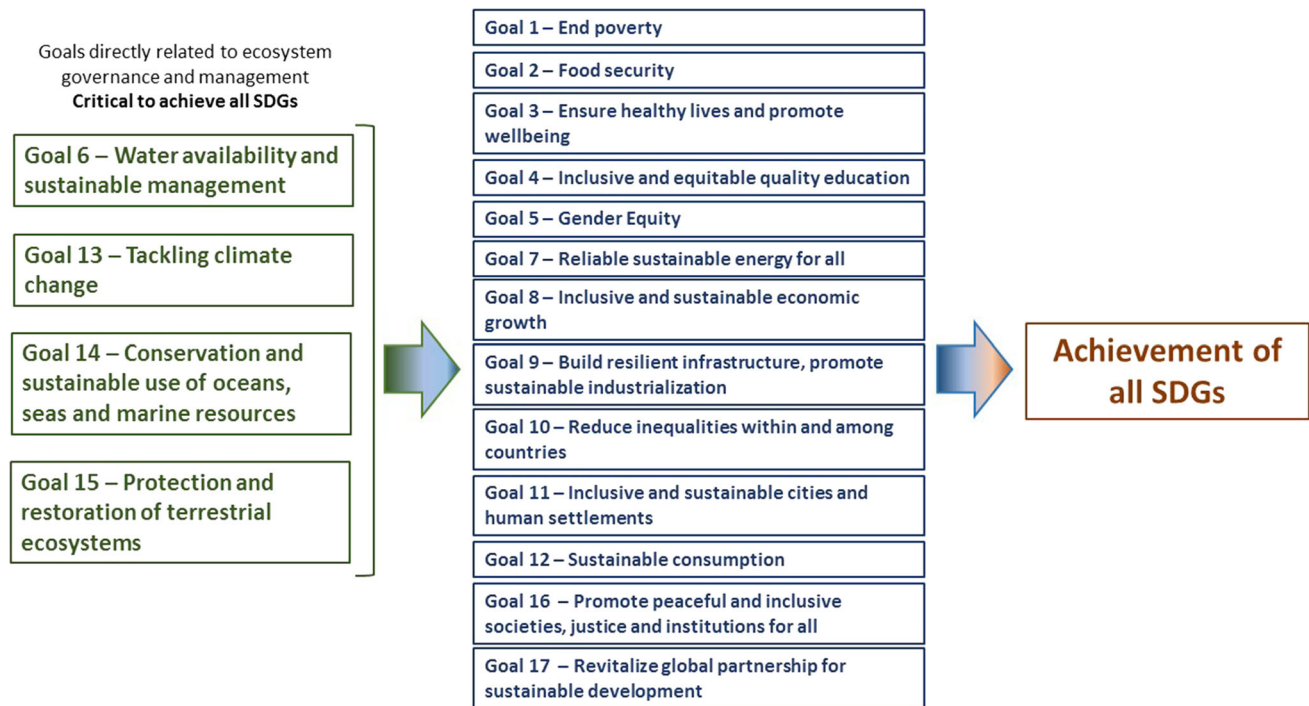 Goals directly related to ecosystem
governance and management
Critical to achieve all SDGs
Goal 6 – Water availability and
sustainable management
Goal 13 – Tackling climate
change
Goal 14 – Conservation and
sustainable use of oceans,
seas and marine resources
Goal 15 – Protection and
restoration of terrestrial
ecosystems
Goal 1 – End poverty
Goal 2 – Food security
Goal 3 – Ensure healthy lives and promote
wellbeing
Goal 4 – Inclusive and equitable quality education
Goal 5 – Gender Equity
Goal 7 – Reliable sustainable energy for all
Goal 8 – Inclusive and sustainable economic
growth
Goal 9 – Build resilient infrastructure, promote
sustainable industrialization
Goal 10 – Reduce inequalities within and among
countries
Goal 11 – Inclusive and sustainable cities and
human settlements
Goal 12 – Sustainable consumption
Goal 16 – Promote peaceful and inclusive
societies, justice and institutions for all
Goal 17 – Revitalize global partnership for
sustainable development
Achievement of
all SDGs